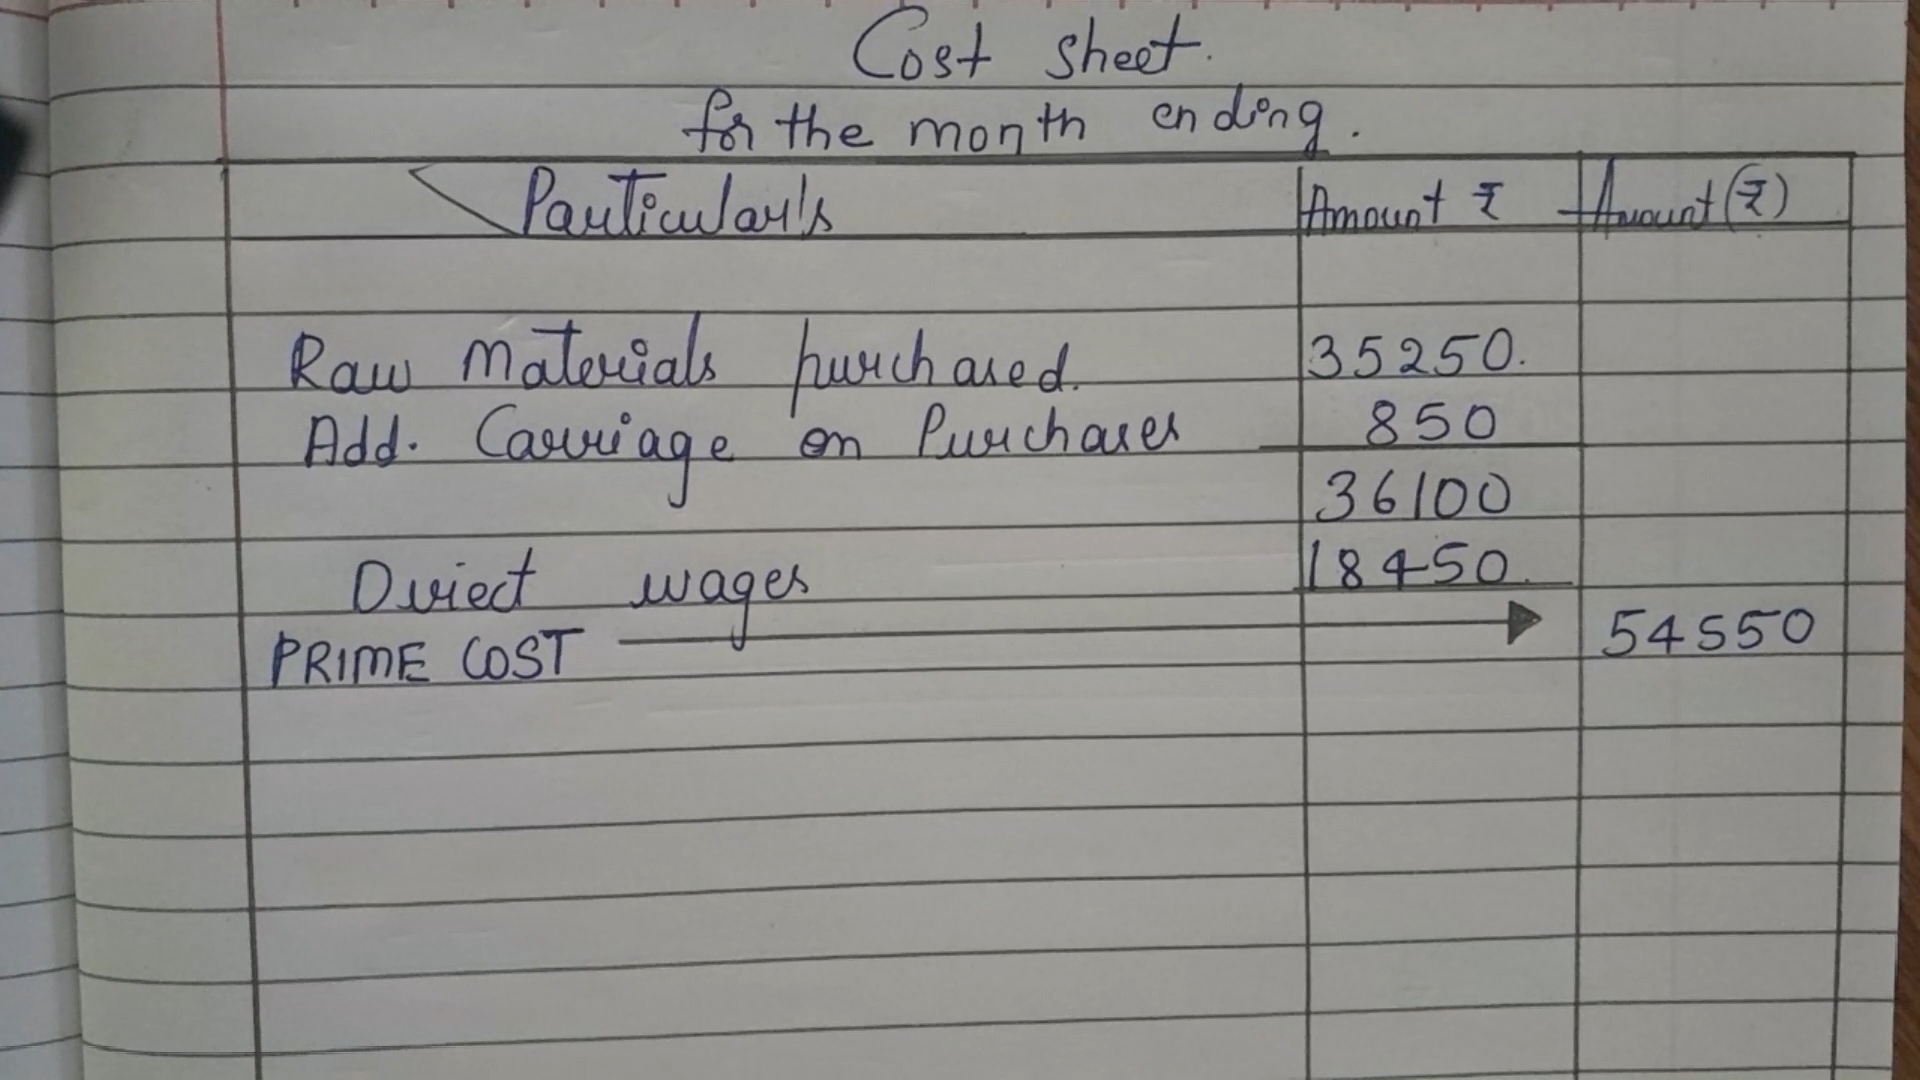 Cost sheet.
for the month ending.
Particular's Amount ₹ Amount (₹)
Raw Materials purchased. 35250.
Add. Carriage on Purchases 850
36100
Direct wages 18450.
PRIME COST 54550